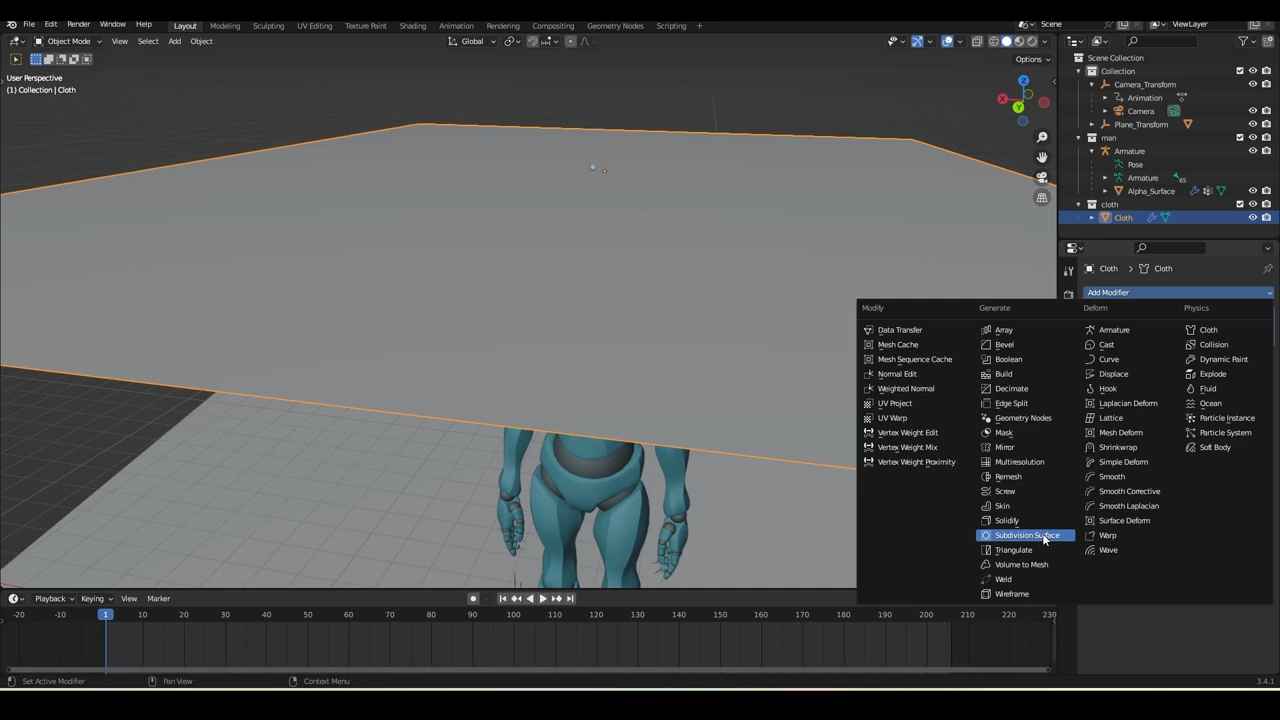 File Edit Render Window Help Layout Modeling Sculpting UV Editing Texture Paint Shading Animation Rendering Compositing Geometry Nodes Scripting + Scene ViewLayer
Object Mode View Select Add Object Global
Options
User Perspective
(1) Collection | Cloth
Z
X
Y
Scene Collection
Collection
Camera_Transform
Animation
Camera
Plane_Transform
man
Armature
Pose
Armature 65
Alpha_Surface
cloth
Cloth
Cloth > Cloth
Add Modifier
Modify Generate Deform Physics
Data Transfer Array Armature Cloth
Mesh Cache Bevel Cast Collision
Mesh Sequence Cache Boolean Curve Dynamic Paint
Normal Edit Build Displace Explode
Weighted Normal Decimate Hook Fluid
UV Project Edge Split Laplacian Deform Ocean
UV Warp Geometry Nodes Lattice Particle Instance
Vertex Weight Edit Mask Mesh Deform Particle System
Vertex Weight Mix Mirror Shrinkwrap Soft Body
Vertex Weight Proximity Multiresolution Simple Deform
Remesh Smooth
Screw Smooth Corrective
Skin Smooth Laplacian
Solidify Surface Deform
Subdivision Surface Warp
Triangulate Wave
Volume to Mesh
Weld
Wireframe
Playback Keying View Marker
-20 -10 1 10 20 30 40 50 60 70 80 90 100 110 120 130 140 150 160 170 180 190 200 210 220 230
Set Active Modifier Pan View Context Menu 3.4.1